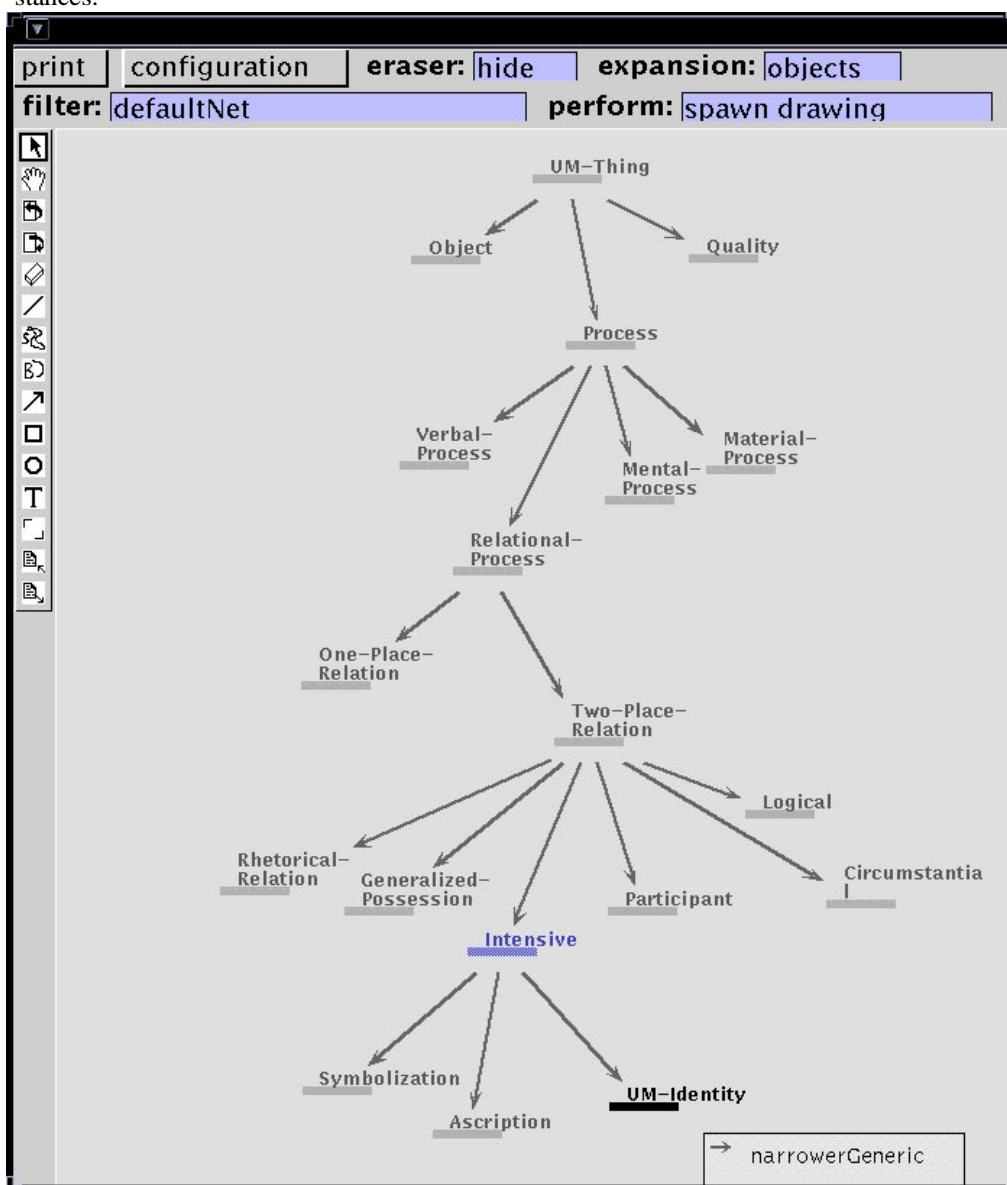 stances.
print configuration eraser: hide expansion: objects
filter: defaultNet perform: spawn drawing
UM-Thing
Object
Quality
Process
Verbal-
Process
Material-
Process
Mental-
Process
Relational-
Process
One-Place-
Relation
Two-Place-
Relation
Logical
Rhetorical-
Relation
Generalized-
Possession
Participant
Circumstantia
l
Intensive
Symbolization
UM-Identity
Ascription
narrowerGeneric